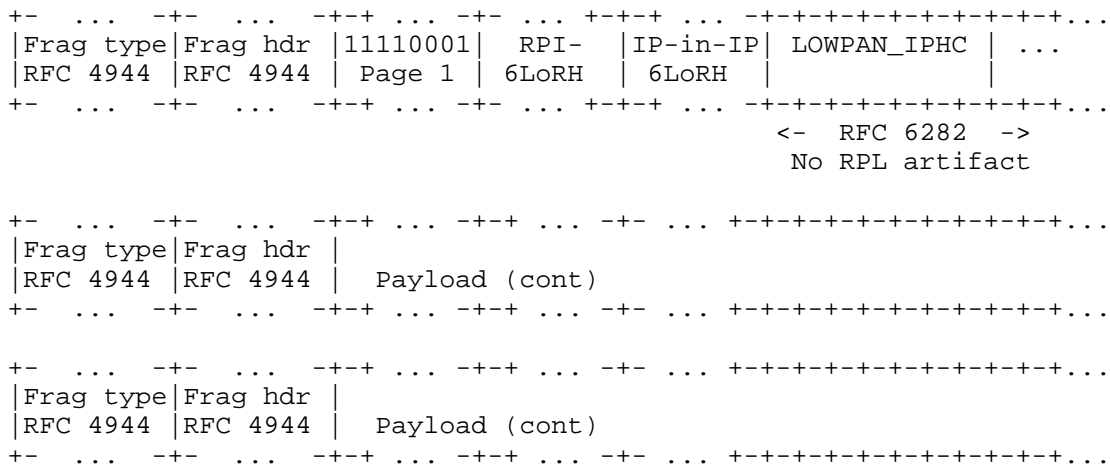 +-   ...   -+-   ...   -+-+ ... -+-   ... +-+-+ ... -+-+-+-+-+-+-+-+-+...
|Frag type|Frag hdr |11110001|  RPI-  |IP-in-IP| LOWPAN_IPHC | ...
|RFC 4944 |RFC 4944 | Page 1 | 6LoRH  | 6LoRH  |             |
+-   ...   -+-   ...   -+-+ ... -+-   ... +-+-+ ... -+-+-+-+-+-+-+-+-+...
<-  RFC 6282  ->
No RPL artifact
+-   ...   -+-   ...   -+-+ ... -+-+ ... -+-   ... +-+-+-+-+-+-+-+-+-+...
|Frag type|Frag hdr |
|RFC 4944 |RFC 4944 |  Payload (cont)
+-   ...   -+-   ...   -+-+ ... -+-+ ... -+-   ... +-+-+-+-+-+-+-+-+-+...
+-   ...   -+-   ...   -+-+ ... -+-+ ... -+-   ... +-+-+-+-+-+-+-+-+-+...
|Frag type|Frag hdr |
|RFC 4944 |RFC 4944 |  Payload (cont)
+-   ...   -+-   ...   -+-+ ... -+-+ ... -+-   ... +-+-+-+-+-+-+-+-+-+...